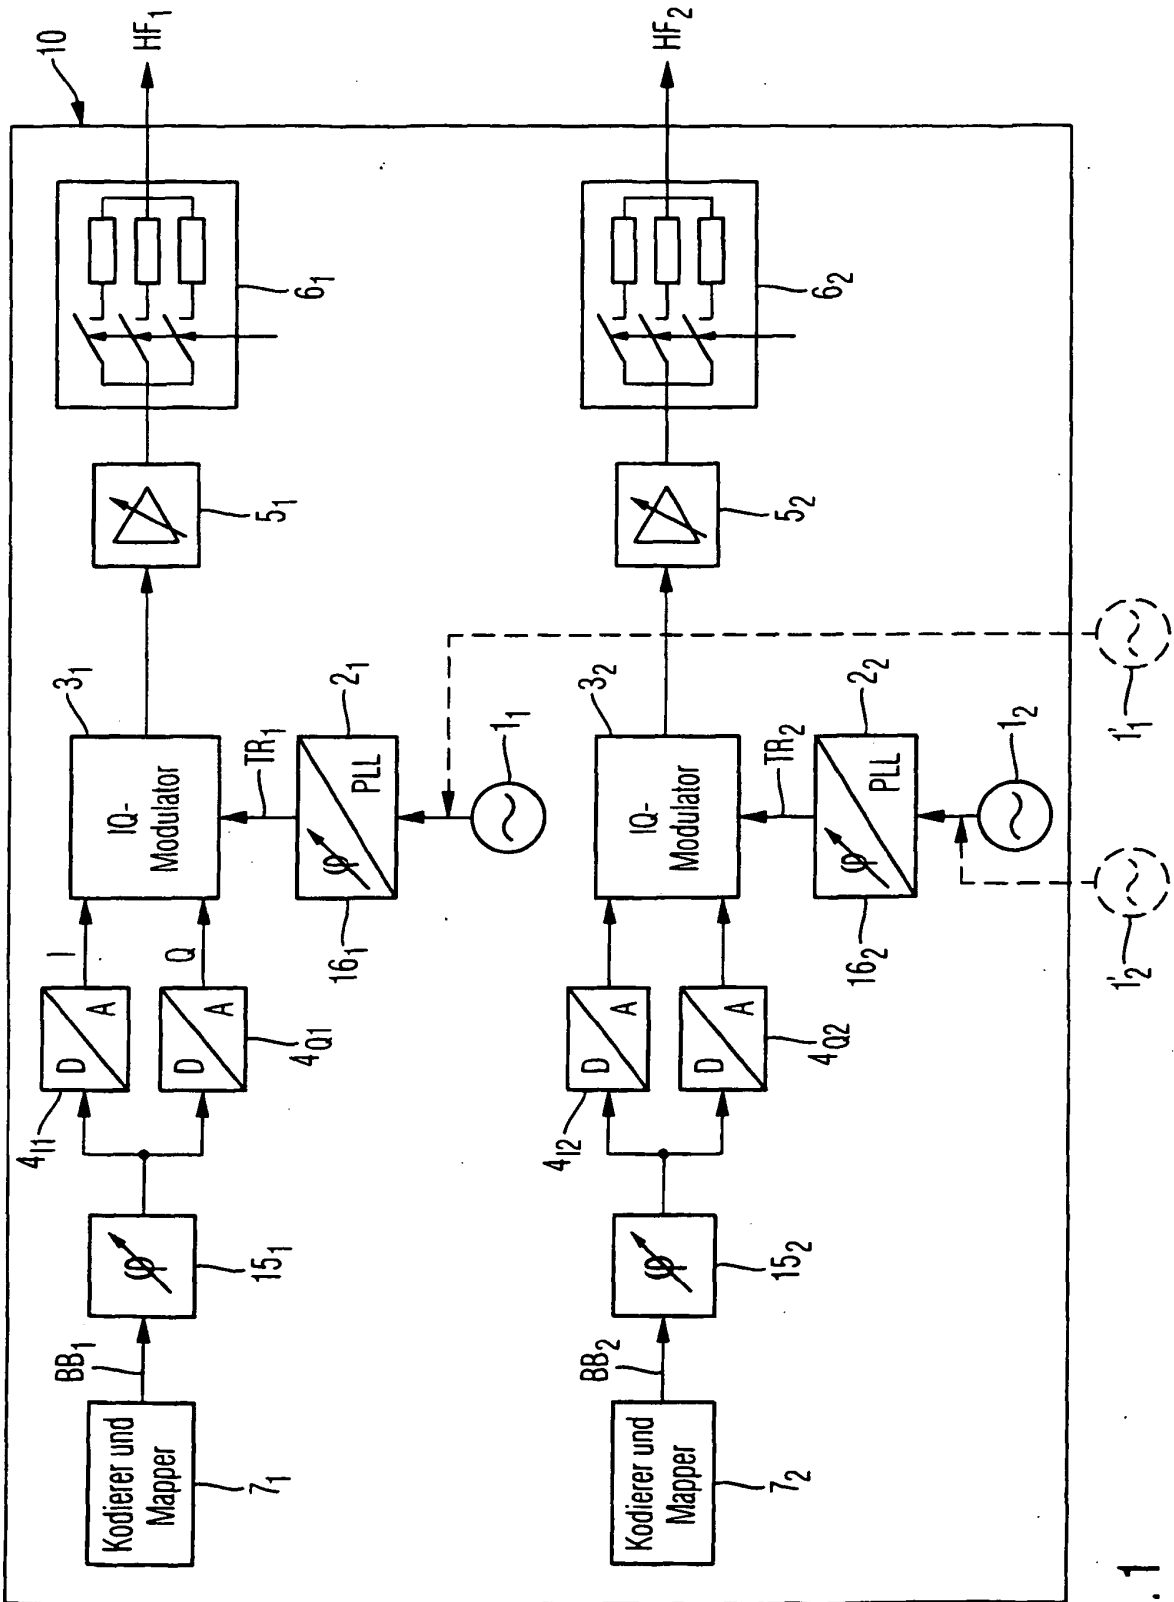 10
HF1
HF2
61
62
51
52
31
IQ-
Modulator
TR1
21
PLL
φ
161
11
32
IQ-
Modulator
TR2
22
PLL
φ
162
12
1'1
1'2
I
Q
D
A
4I1
D
A
4Q1
D
A
4I2
D
A
4Q2
φ
151
φ
152
BB1
BB2
Kodierer und
Mapper
71
Kodierer und
Mapper
72
.1